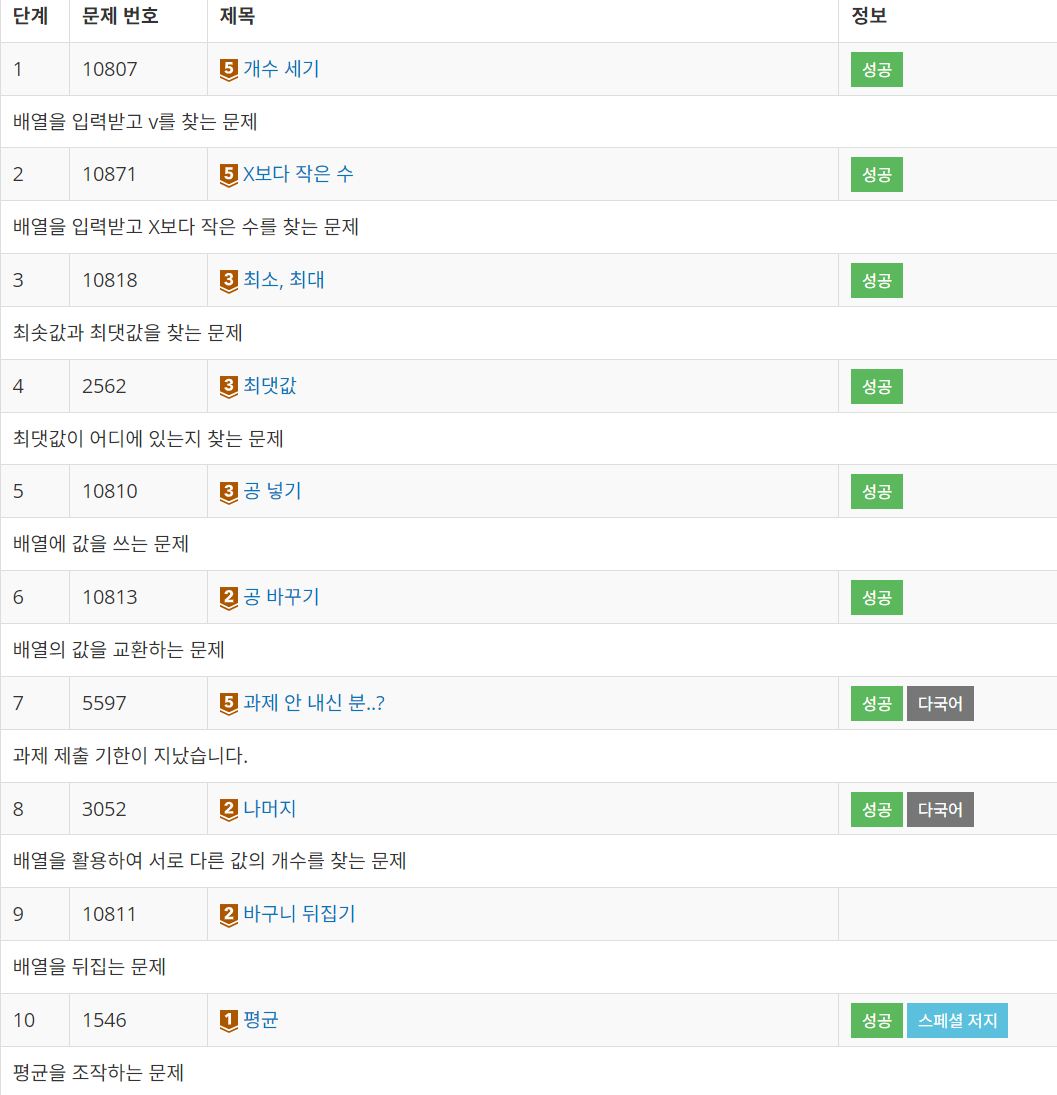 단계 문제 번호 제목 정보
1 10807 5 개수 세기 성공
배열을 입력받고 v를 찾는 문제
2 10871 5 X보다 작은 수 성공
배열을 입력받고 X보다 작은 수를 찾는 문제
3 10818 3 최소, 최대 성공
최솟값과 최댓값을 찾는 문제
4 2562 3 최댓값 성공
최댓값이 어디에 있는지 찾는 문제
5 10810 3 공 넣기 성공
배열에 값을 쓰는 문제
6 10813 2 공 바꾸기 성공
배열의 값을 교환하는 문제
7 5597 5 과제 안 내신 분..? 성공 다국어
과제 제출 기한이 지났습니다.
8 3052 2 나머지 성공 다국어
배열을 활용하여 서로 다른 값의 개수를 찾는 문제
9 10811 2 바구니 뒤집기
배열을 뒤집는 문제
10 1546 1 평균 성공 스페셜 저지
평균을 조작하는 문제